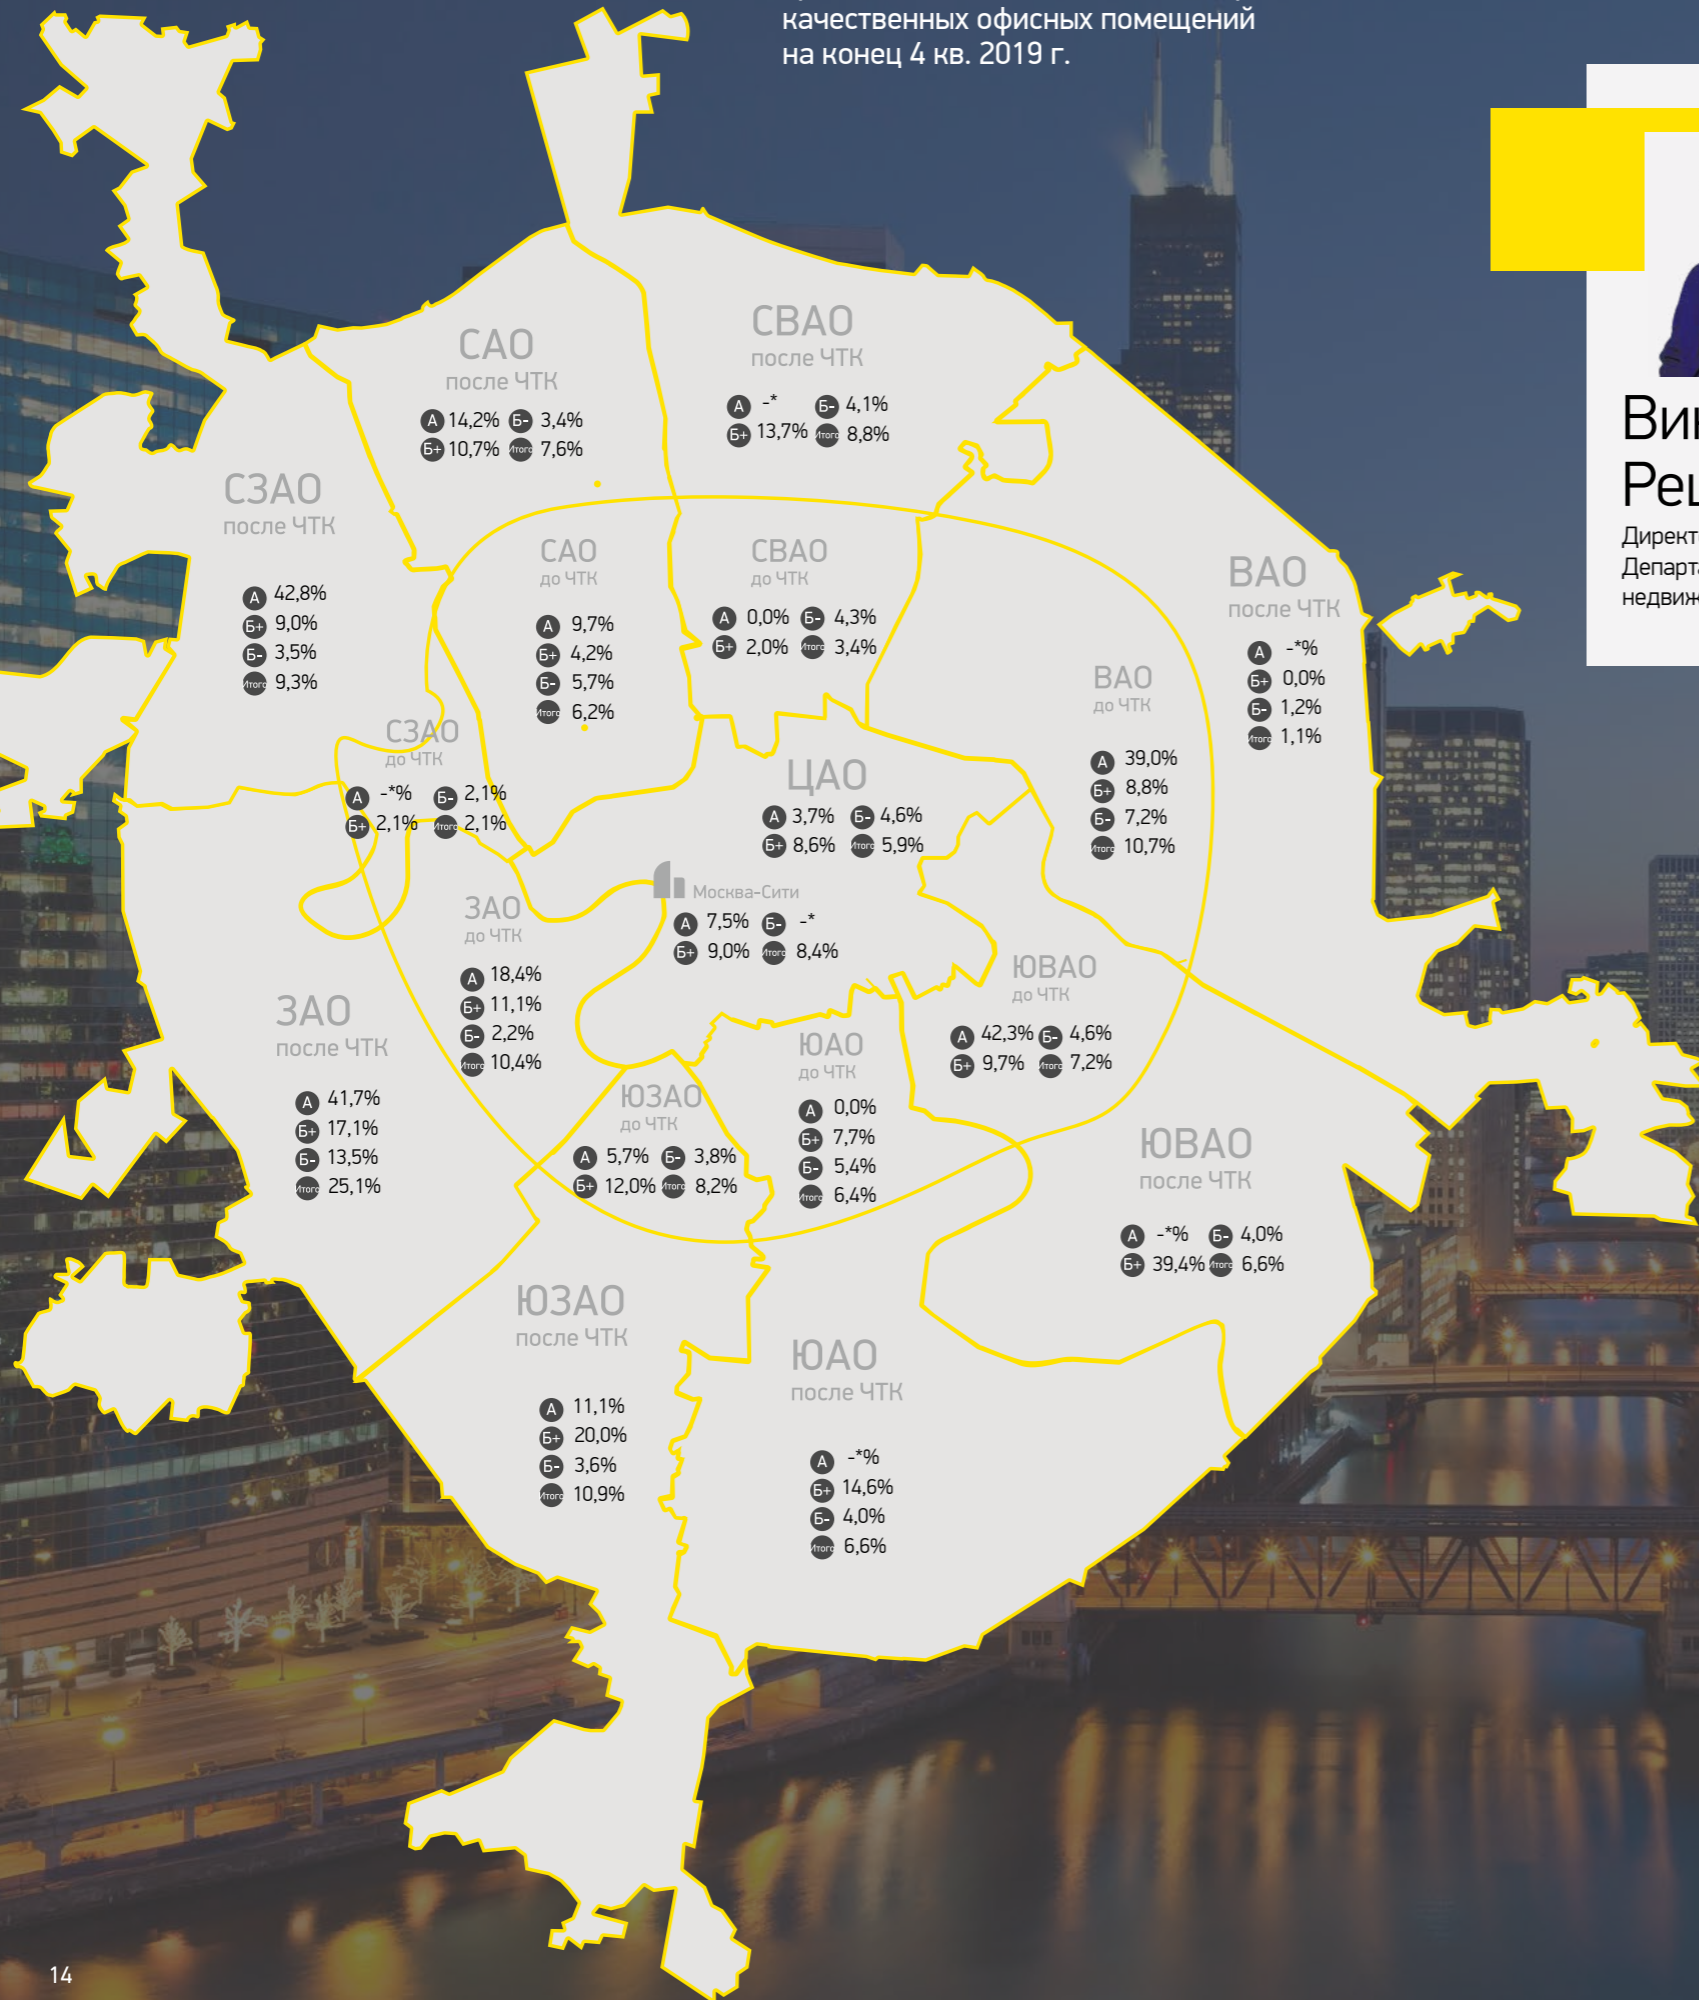 качественных офисных помещений
на конец 4 кв. 2019 г.
САО
после ЧТК
А 14,2% Б- 3,4%
Б+ 10,7% Итого 7,6%
СВАО
после ЧТК
А -* Б- 4,1%
Б+ 13,7% Итого 8,8%
СЗАО
после ЧТК
А 42,8%
Б+ 9,0%
Б- 3,5%
Итого 9,3%
САО
до ЧТК
А 9,7%
Б+ 4,2%
Б- 5,7%
Итого 6,2%
СВАО
до ЧТК
А 0,0% Б- 4,3%
Б+ 2,0% Итого 3,4%
ВАО
после ЧТК
А -*%
Б+ 0,0%
Б- 1,2%
Итого 1,1%
ВАО
до ЧТК
А 39,0%
Б+ 8,8%
Б- 7,2%
Итого 10,7%
СЗАО
до ЧТК
А -*% Б- 2,1%
Б+ 2,1% Итого 2,1%
ЦАО
А 3,7% Б- 4,6%
Б+ 8,6% Итого 5,9%
Москва-Сити
А 7,5% Б- -*
Б+ 9,0% Итого 8,4%
ЗАО
до ЧТК
А 18,4%
Б+ 11,1%
Б- 2,2%
Итого 10,4%
ЮВАО
до ЧТК
А 42,3% Б- 4,6%
Б+ 9,7% Итого 7,2%
ЗАО
после ЧТК
А 41,7%
Б+ 17,1%
Б- 13,5%
Итого 25,1%
ЮАО
до ЧТК
А 0,0%
Б+ 7,7%
Б- 5,4%
Итого 6,4%
ЮЗАО
до ЧТК
А 5,7% Б- 3,8%
Б+ 12,0% Итого 8,2%
ЮВАО
после ЧТК
А -*% Б- 4,0%
Б+ 39,4% Итого 6,6%
ЮЗАО
после ЧТК
А 11,1%
Б+ 20,0%
Б- 3,6%
Итого 10,9%
ЮАО
после ЧТК
А -*%
Б+ 14,6%
Б- 4,0%
Итого 6,6%
14